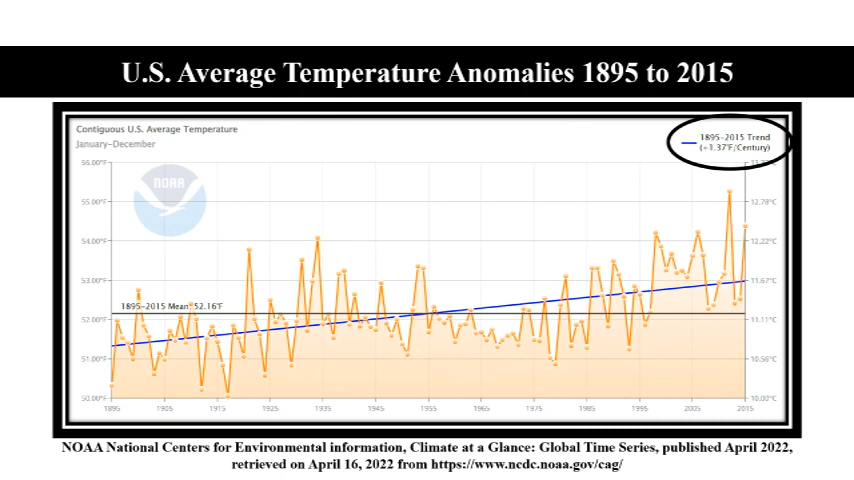 U.S. Average Temperature Anomalies 1895 to 2015
Contiguous U.S. Average Temperature
January–December
1895–2015 Trend
(+1.37°F/Century)
56.00°F
55.00°F
54.00°F
53.00°F
52.00°F
51.00°F
50.00°F
NOAA
1895–2015 Mean: 52.16°F
12.78°C
12.22°C
11.67°C
11.11°C
10.56°C
10.00°C
1895 1905 1915 1925 1935 1945 1955 1965 1975 1985 1995 2005 2015
NOAA National Centers for Environmental information, Climate at a Glance: Global Time Series, published April 2022,
retrieved on April 16, 2022 from https://www.ncdc.noaa.gov/cag/